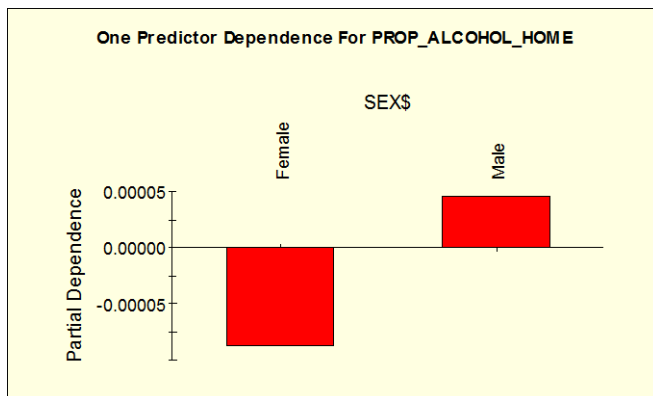 One Predictor Dependence For PROP_ALCOHOL_HOME
SEX$
Female
Male
Partial Dependence
0.00005
0.00000
-0.00005